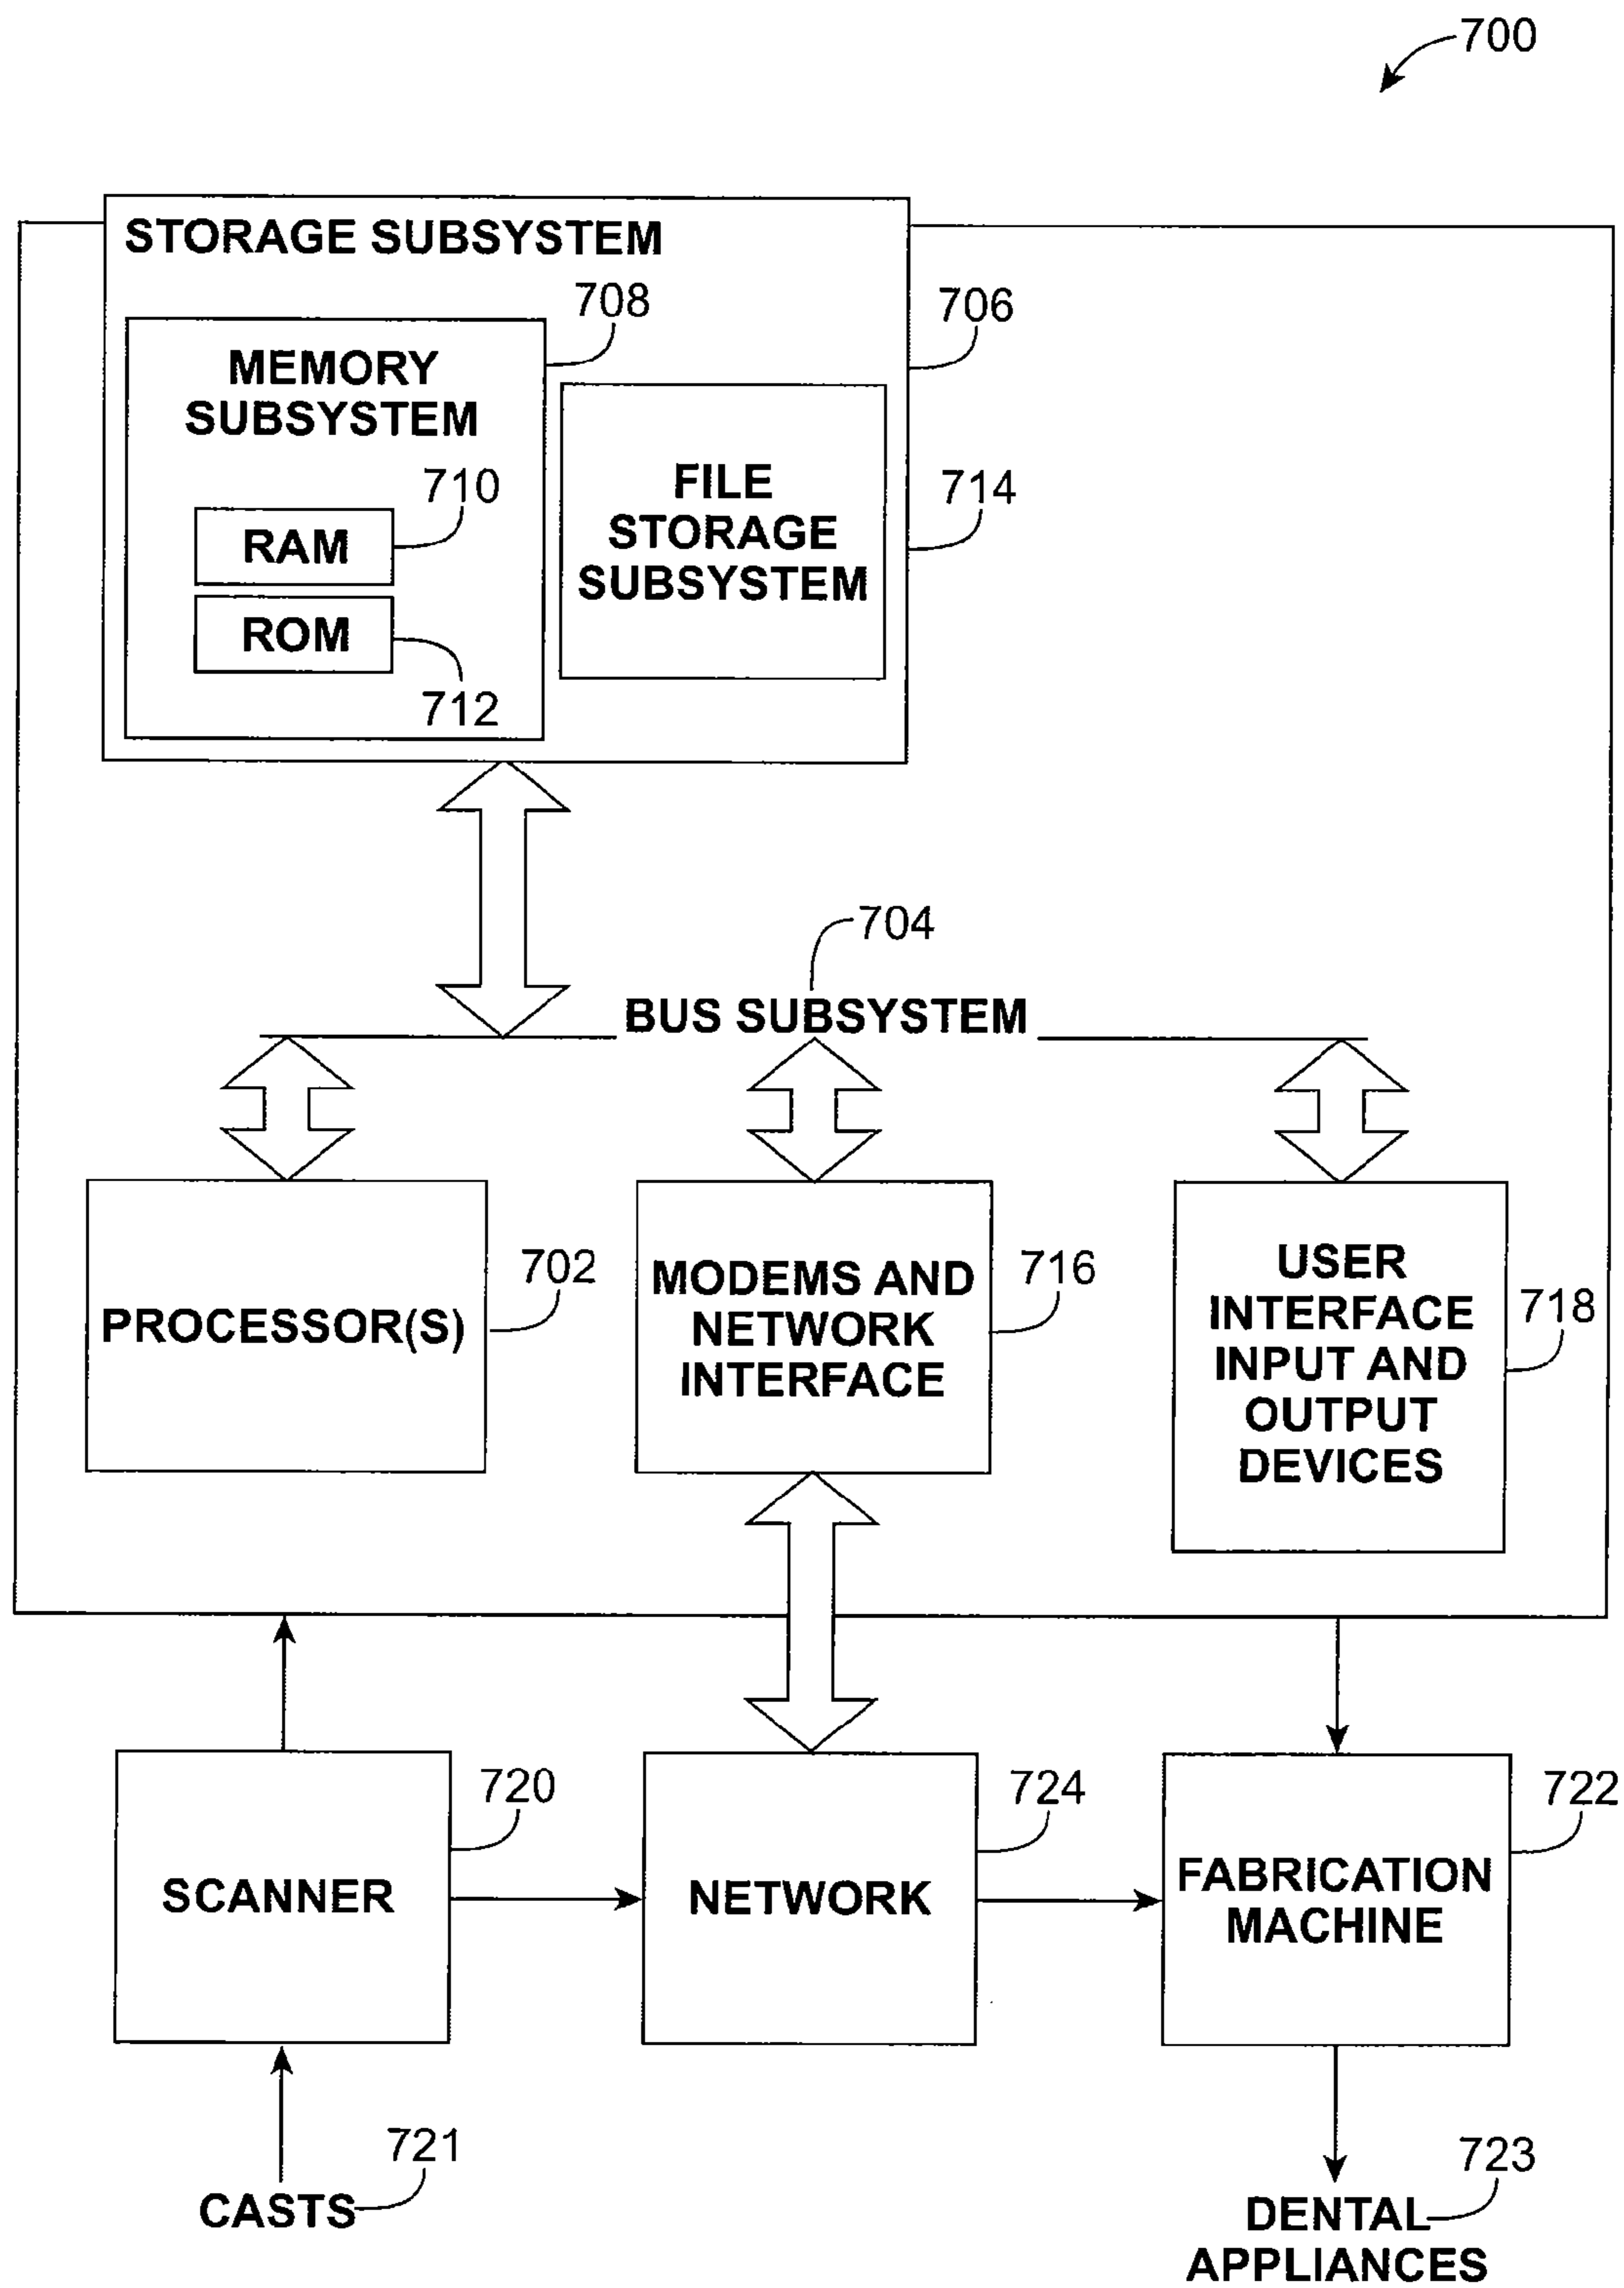 700
STORAGE SUBSYSTEM
708
706
MEMORY
SUBSYSTEM
710
RAM
ROM
712
FILE
STORAGE
SUBSYSTEM
714
704
BUS SUBSYSTEM
PROCESSOR(S)
702
MODEMS AND
NETWORK
INTERFACE
716
USER
INTERFACE
INPUT AND
OUTPUT
DEVICES
718
SCANNER
720
NETWORK
724
FABRICATION
MACHINE
722
CASTS
721
DENTAL
APPLIANCES
723